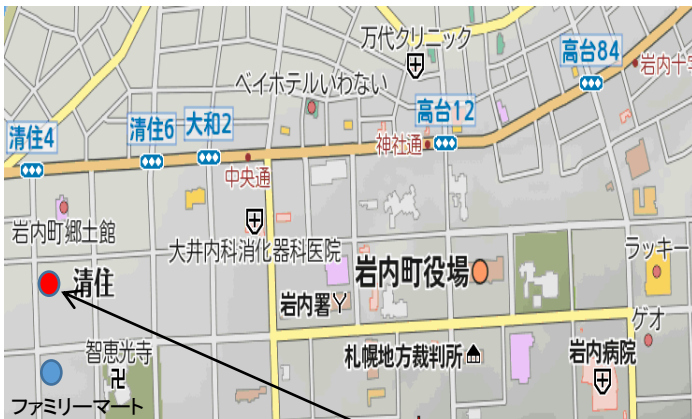 万代クリニック
高台84
岩内十字
ベイホテルいわない
高台12
清住4
清住6
大和2
神社通
中央通
岩内町郷土館
大井内科消化器科医院
清住
岩内町役場
ラッキー
岩内署
ゲオ
智恵光寺
札幌地方裁判所
岩内病院
ファミリーマート